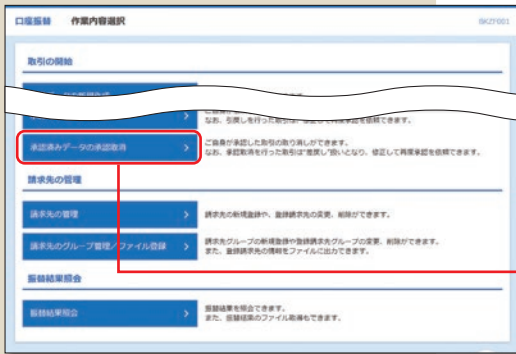 口座振替 作業内容選択 BKZF001
取引の開始
なお、引戻しを行った取引は、修正して再度承認を依頼できます。
承認済みデータの承認取消
ご自身が承認した取引の取り消しができます。
なお、承認取消を行った取引は"差戻し"扱いとなり、修正して再度承認を依頼できます。
請求先の管理
請求先の管理
請求先の新規登録や、登録請求先の変更、削除ができます。
請求先のグループ管理/ファイル登録
請求先グループの新規登録や登録請求先グループの変更、削除ができます。
また、登録請求先の情報をファイルに出力できます。
振替結果照会
振替結果照会
振替結果を照会できます。
また、振替結果のファイル取得もできます。